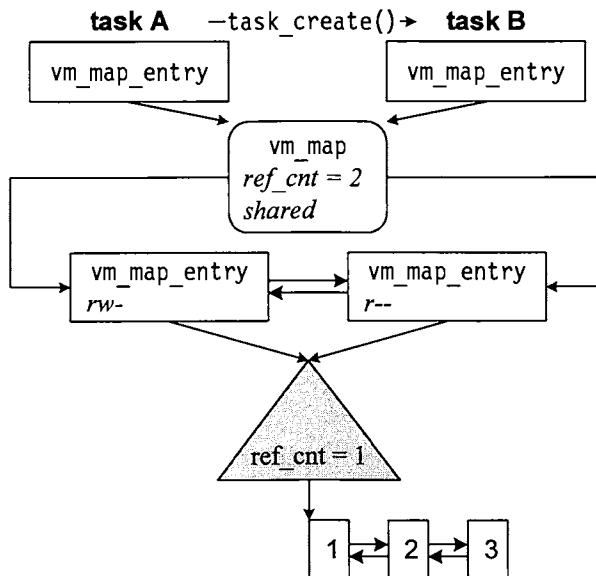 task A —task_create()→ task B
vm_map_entry
vm_map_entry
vm_map
ref_cnt = 2
shared
vm_map_entry
rw-
vm_map_entry
r--
ref_cnt = 1
1
2
3